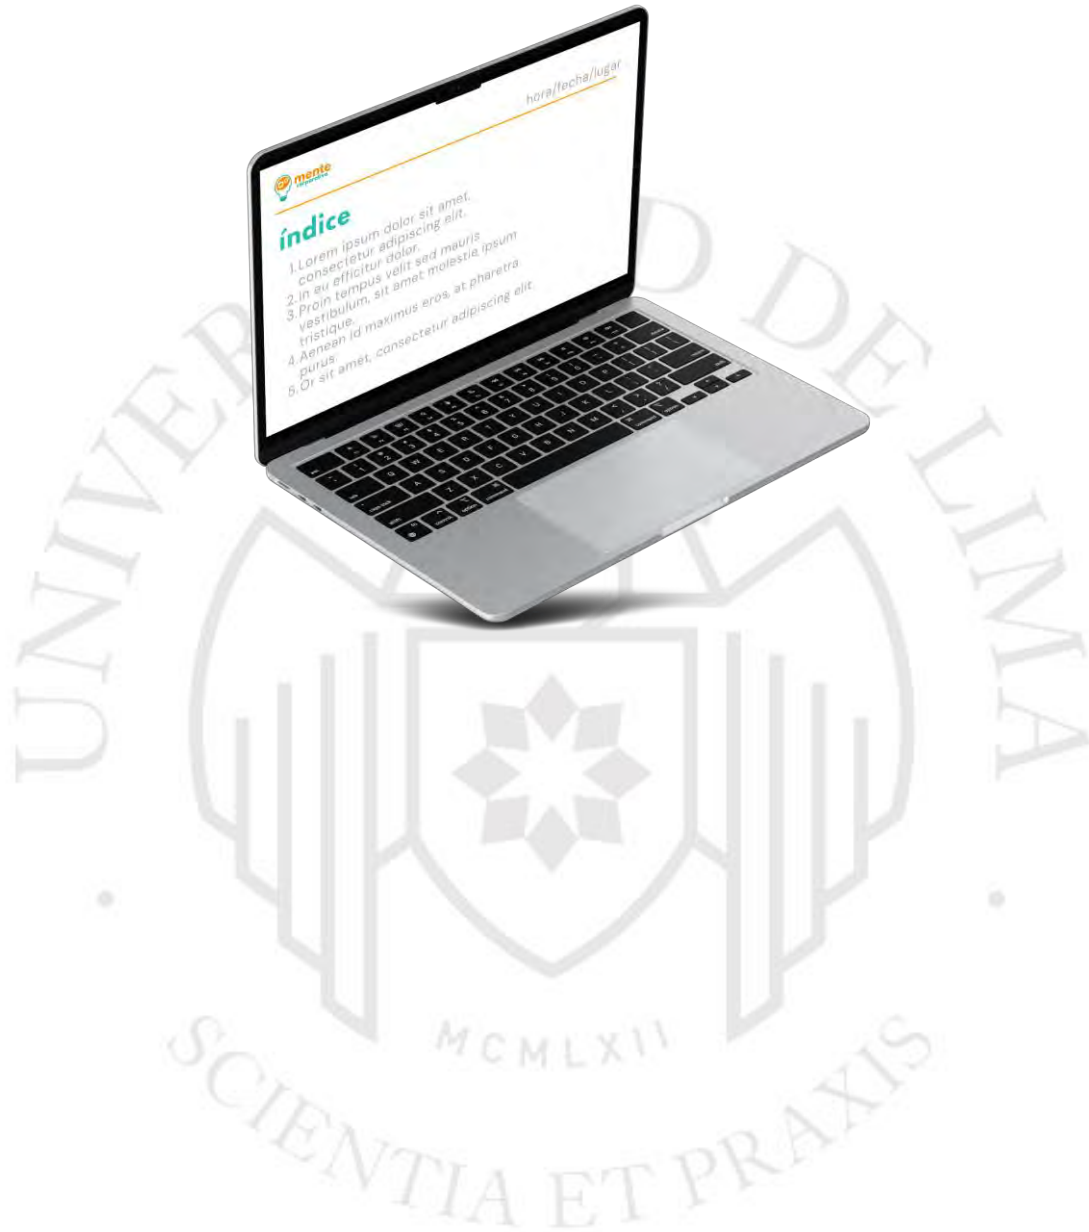 hora/fecha/lugar
mente
corporativa
índice
1. Lorem ipsum dolor sit amet,
consectetur adipiscing elit.
2. In eu efficitur dolor.
3. Proin tempus velit sed mauris
vestibulum, sit amet molestie ipsum
tristique.
4. Aenean id maximus eros, at pharetra
purus.
5. Or sit amet, consectetur adipiscing elit.
UNIVERSIDAD DE LIMA
MCMLXII
SCIENTIA ET PRAXIS